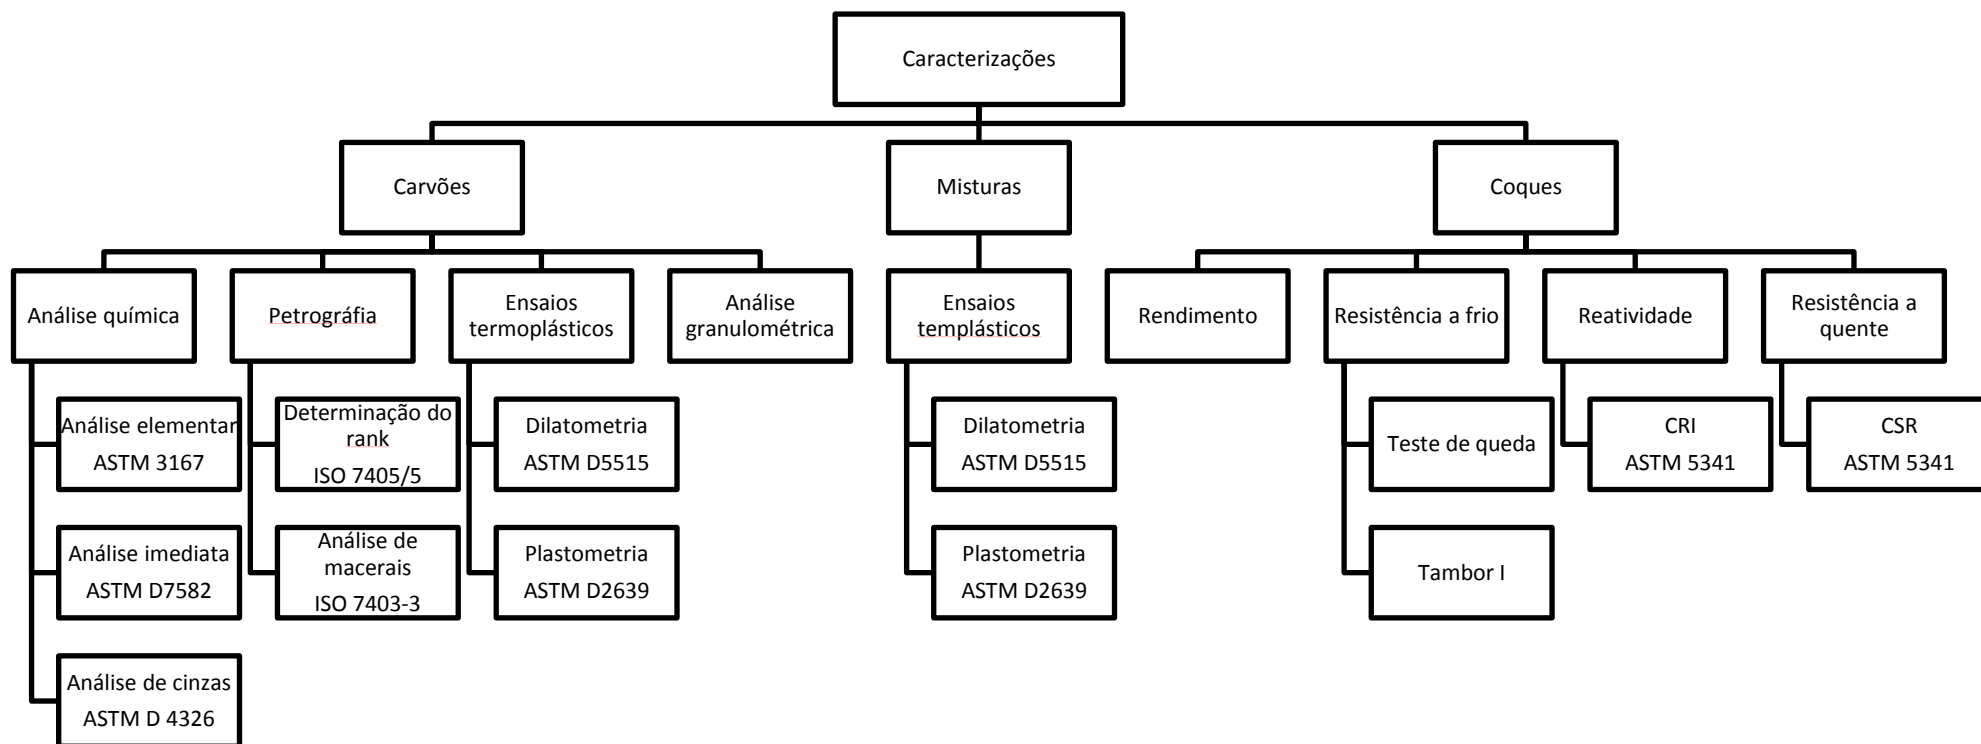 Caracterizações
Carvões
Misturas
Coques
Análise química
Petrográfia
Ensaios
termoplásticos
Análise
granulométrica
Ensaios
templásticos
Rendimento
Resistência a frio
Reatividade
Resistência a
quente
Análise elementar
ASTM 3167
Determinação do
rank
ISO 7405/5
Dilatometria
ASTM D5515
Dilatometria
ASTM D5515
Teste de queda
CRI
ASTM 5341
CSR
ASTM 5341
Análise imediata
ASTM D7582
Análise de
macerais
ISO 7403-3
Plastometria
ASTM D2639
Plastometria
ASTM D2639
Tambor I
Análise de cinzas
ASTM D 4326